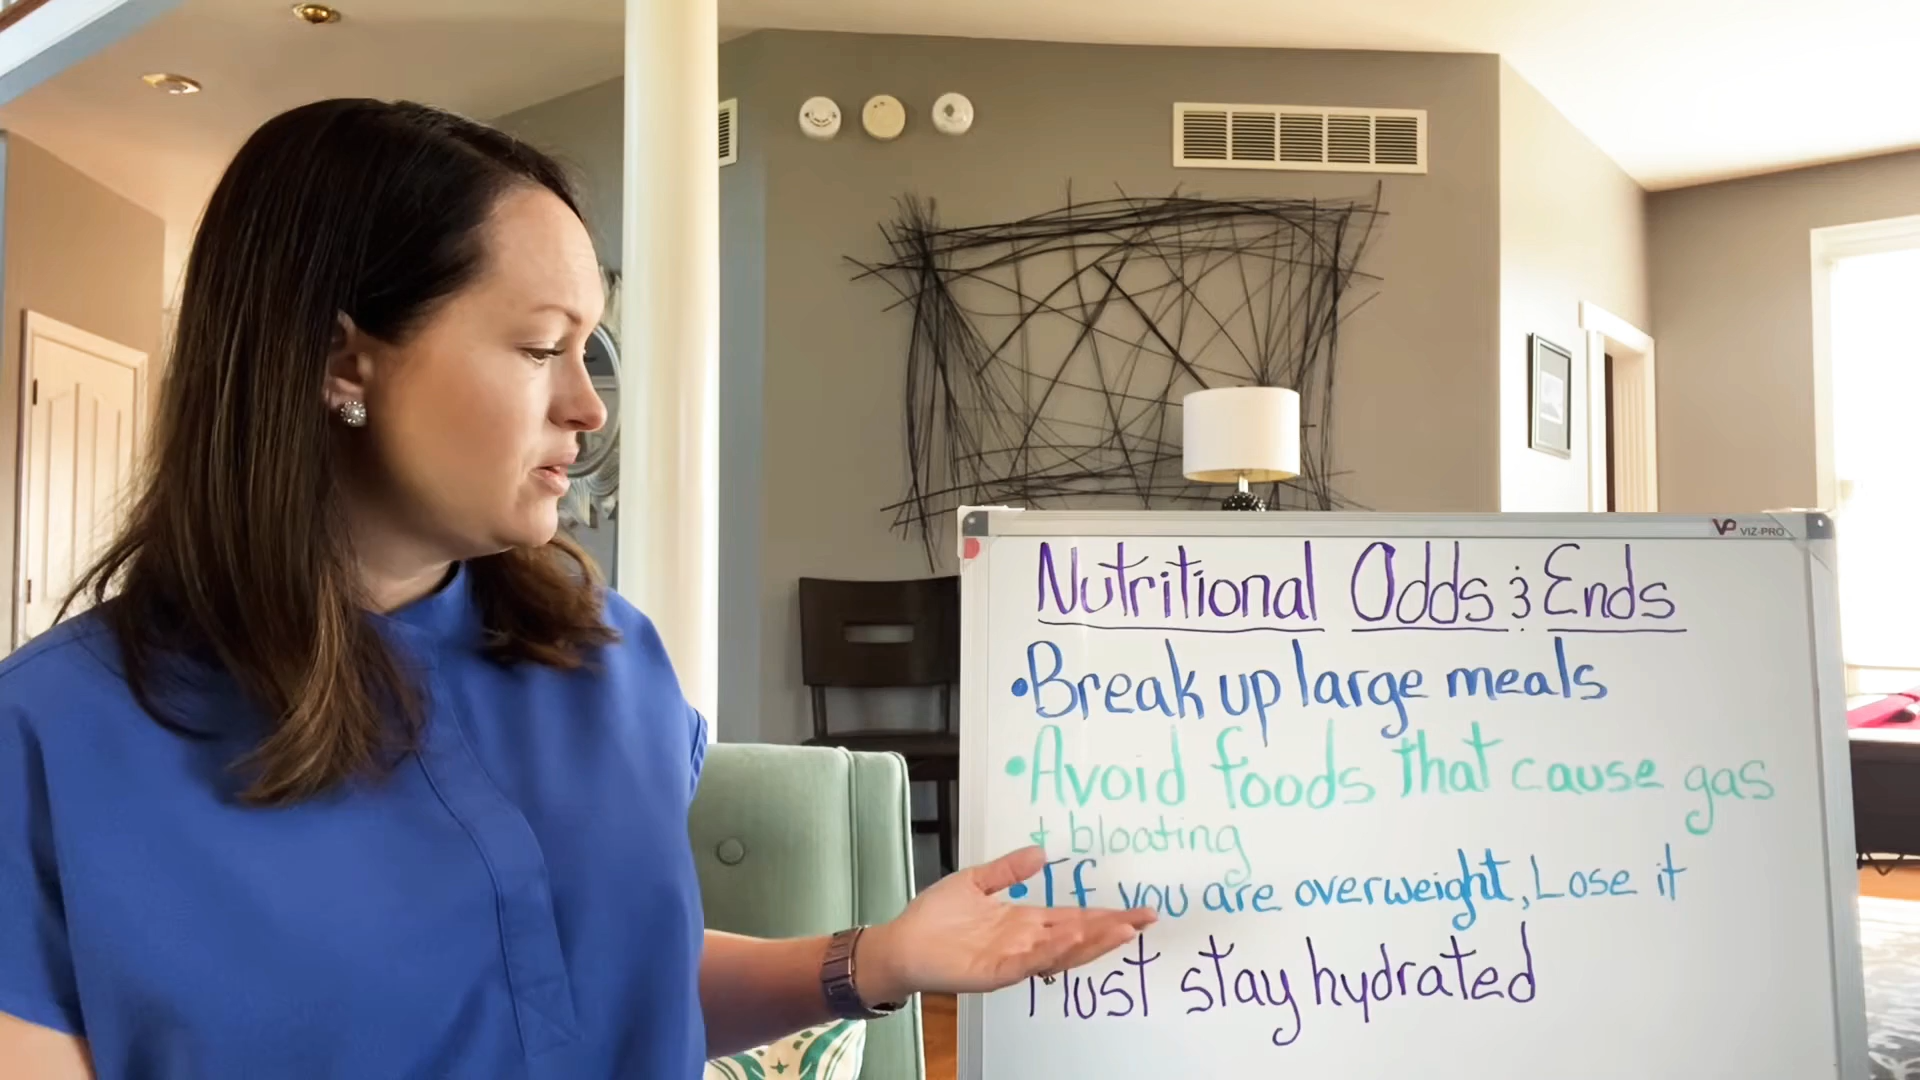 VP VIZ-PRO
Nutritional Odds & Ends
•Break up large meals
•Avoid foods that cause gas
+ bloating
•If you are overweight, Lose it
Must stay hydrated